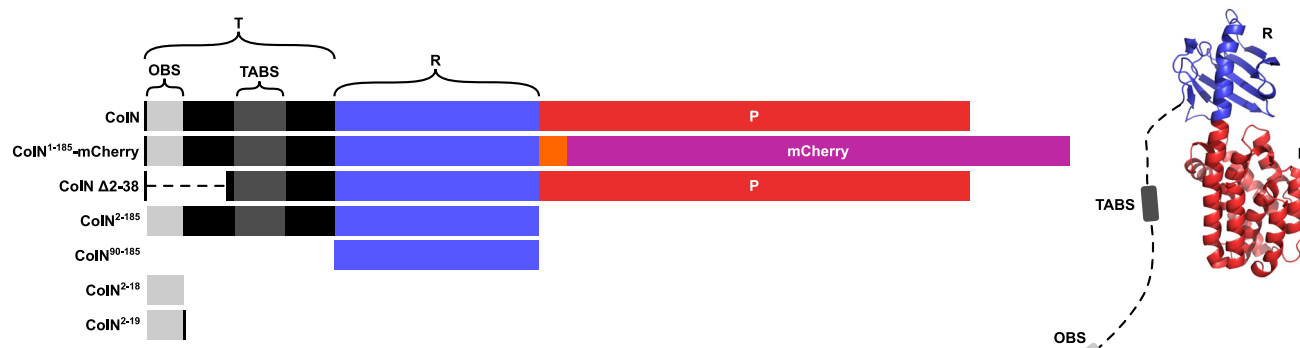 T
OBS
TABS
R
ColN
P
ColN¹⁻¹⁸⁵-mCherry
mCherry
ColN Δ2-38
P
ColN²⁻¹⁸⁵
ColN⁹⁰⁻¹⁸⁵
ColN²⁻¹⁸
ColN²⁻¹⁹
R
TABS
OBS